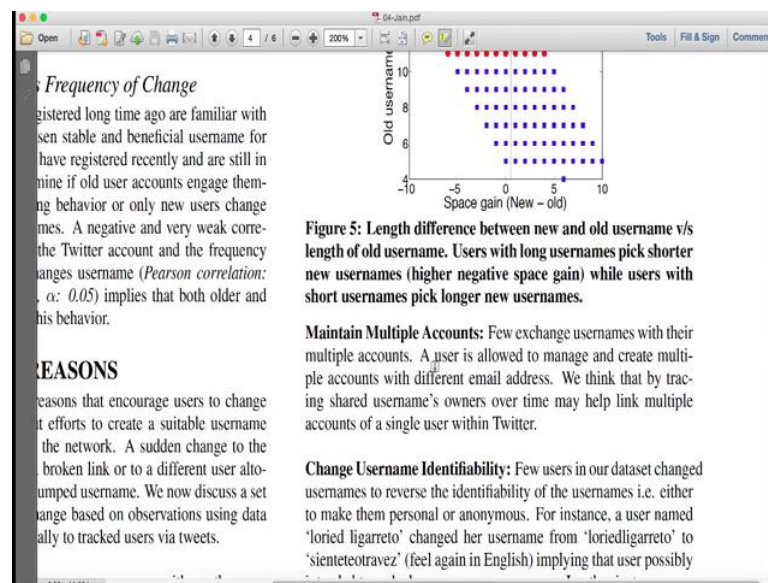 04-Jain.pdf
Open
4 / 6
200%
Tools Fill & Sign Commen
s Frequency of Change
gistered long time ago are familiar with
sen stable and beneficial username for
have registered recently and are still in
mine if old user accounts engage them-
ng behavior or only new users change
mes. A negative and very weak corre-
the Twitter account and the frequency
anges username (Pearson correlation:
, α: 0.05) implies that both older and
his behavior.
REASONS
reasons that encourage users to change
t efforts to create a suitable username
the network. A sudden change to the
broken link or to a different user alto-
umped username. We now discuss a set
ange based on observations using data
ally to tracked users via tweets.
Old username
10
8
6
4
-10 -5 0 5 10
Space gain (New – old)
Figure 5: Length difference between new and old username v/s
length of old username. Users with long usernames pick shorter
new usernames (higher negative space gain) while users with
short usernames pick longer new usernames.
Maintain Multiple Accounts: Few exchange usernames with their
multiple accounts. A user is allowed to manage and create multi-
ple accounts with different email address. We think that by trac-
ing shared username's owners over time may help link multiple
accounts of a single user within Twitter.
Change Username Identifiability: Few users in our dataset changed
usernames to reverse the identifiability of the usernames i.e. either
to make them personal or anonymous. For instance, a user named
'loried ligarreto' changed her username from 'loriedligarreto' to
'sienteteotravez' (feel again in English) implying that user possibly